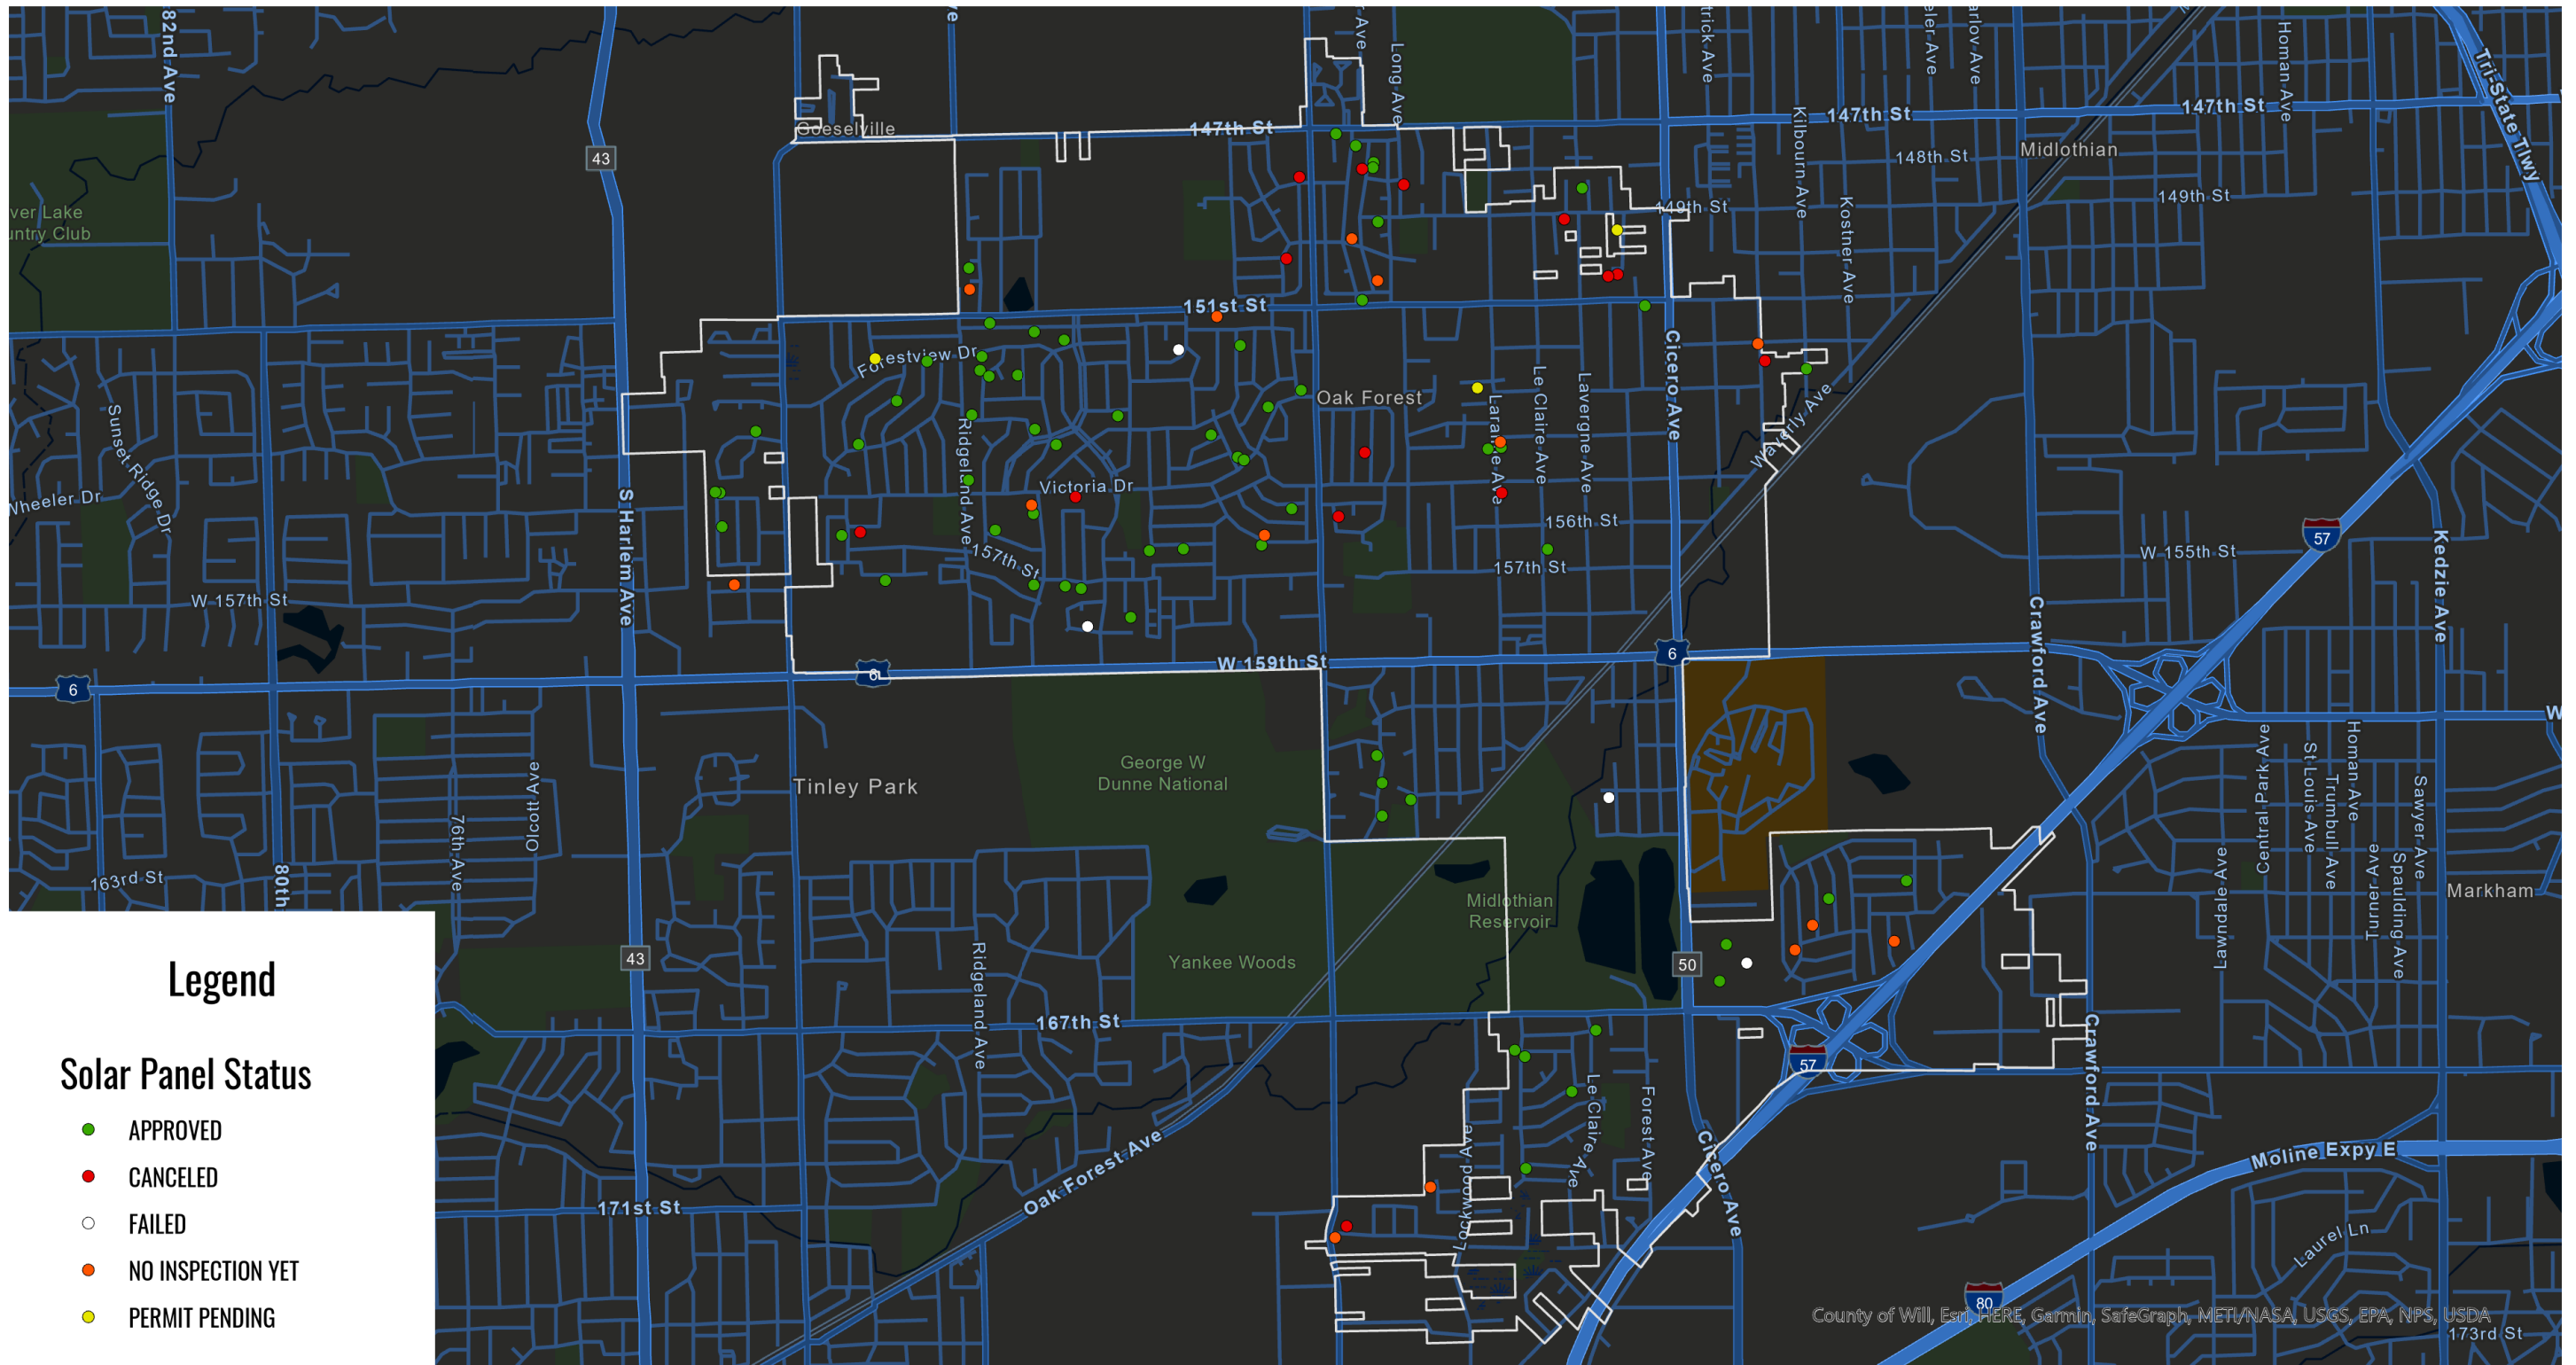 82nd Ave
Long Ave
Homan Ave
Tri-State Tlwy
Goeselville
147th St
147th St
147th St
43
Kilbourn Ave
148th St
Midlothian
149th St
149th St
Kostner Ave
151st St
Forestview Dr
Cicero Ave
Oak Forest
Le Claire Ave
Lavergne Ave
Waverly Ave
Sunset Ridge Dr
Ridgeland Ave
Victoria Dr
S Harlem Ave
156th St
57
W 155th St
Kedzie Ave
Wheeler Dr
157th St
157th St
W 157th St
Crawford Ave
W 159th St
6
6
6
George W
Dunne National
Tinley Park
Olcott Ave
76th Ave
Central Park Ave
St Louis Ave
Homan Ave
Trumbull Ave
Sawyer Ave
163rd St
80th
Lawndale Ave
Turner Ave
Spaulding Ave
Markham
Midlothian
Reservoir
Yankee Woods
43
50
Ridgeland Ave
167th St
57
Crawford Ave
Le Claire Ave
Forest Ave
Lockwood Ave
Cicero Ave
Oak Forest Ave
171st St
Moline Expy E
Laurel Ln
80
173rd St
Legend
Solar Panel Status
APPROVED
CANCELED
FAILED
NO INSPECTION YET
PERMIT PENDING
County of Will, Esri, HERE, Garmin, SafeGraph, METI/NASA, USGS, EPA, NPS, USDA